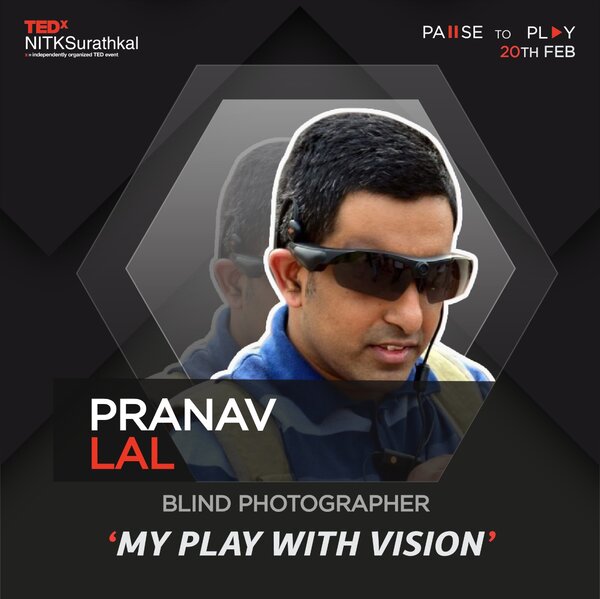 TEDx
NITKSurathkal
x = independently organized TED event
PAUSE TO PLAY
20TH FEB
PRANAV
LAL
BLIND PHOTOGRAPHER
‘MY PLAY WITH VISION’